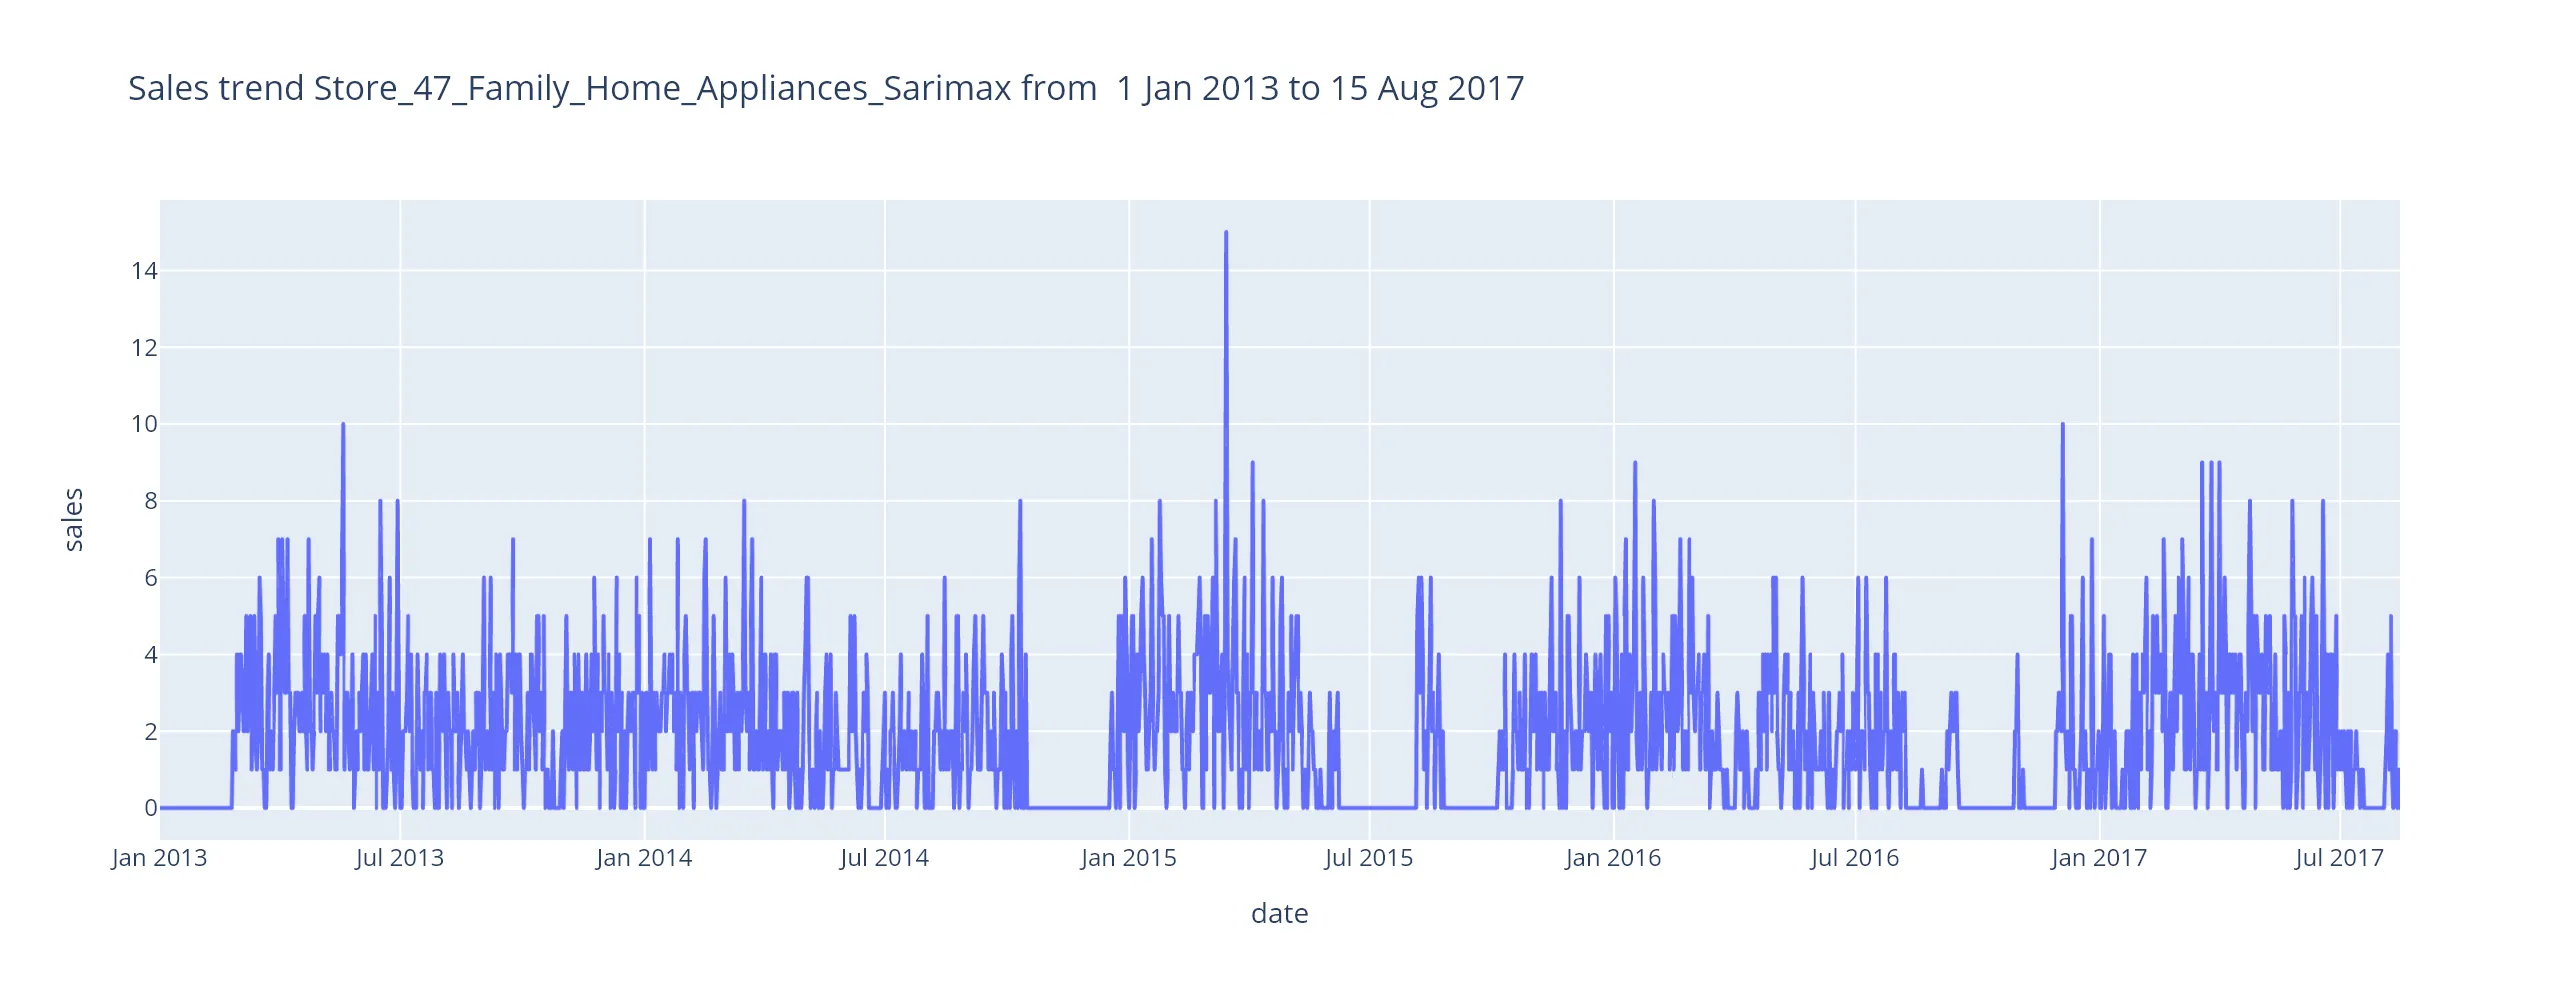 Sales trend Store_47_Family_Home_Appliances_Sarimax from  1 Jan 2013 to 15 Aug 2017
14
12
10
8
6
4
2
0
sales
Jan 2013 Jul 2013 Jan 2014 Jul 2014 Jan 2015 Jul 2015 Jan 2016 Jul 2016 Jan 2017 Jul 2017
date